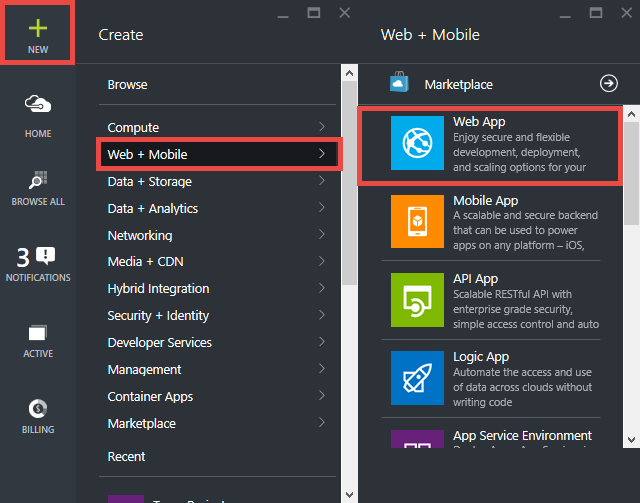 NEW
HOME
BROWSE ALL
3
NOTIFICATIONS
ACTIVE
BILLING
Create
Browse
Compute
Web + Mobile
Data + Storage
Data + Analytics
Networking
Media + CDN
Hybrid Integration
Security + Identity
Developer Services
Management
Container Apps
Marketplace
Recent
Web + Mobile
Marketplace
Web App
Enjoy secure and flexible
development, deployment,
and scaling options for your
Mobile App
A scalable and secure backend
that can be used to power
apps on any platform – iOS,
API App
Scalable RESTful API with
enterprise grade security,
simple access control and auto
Logic App
Automate the access and use
of data across clouds without
writing code
App Service Environment